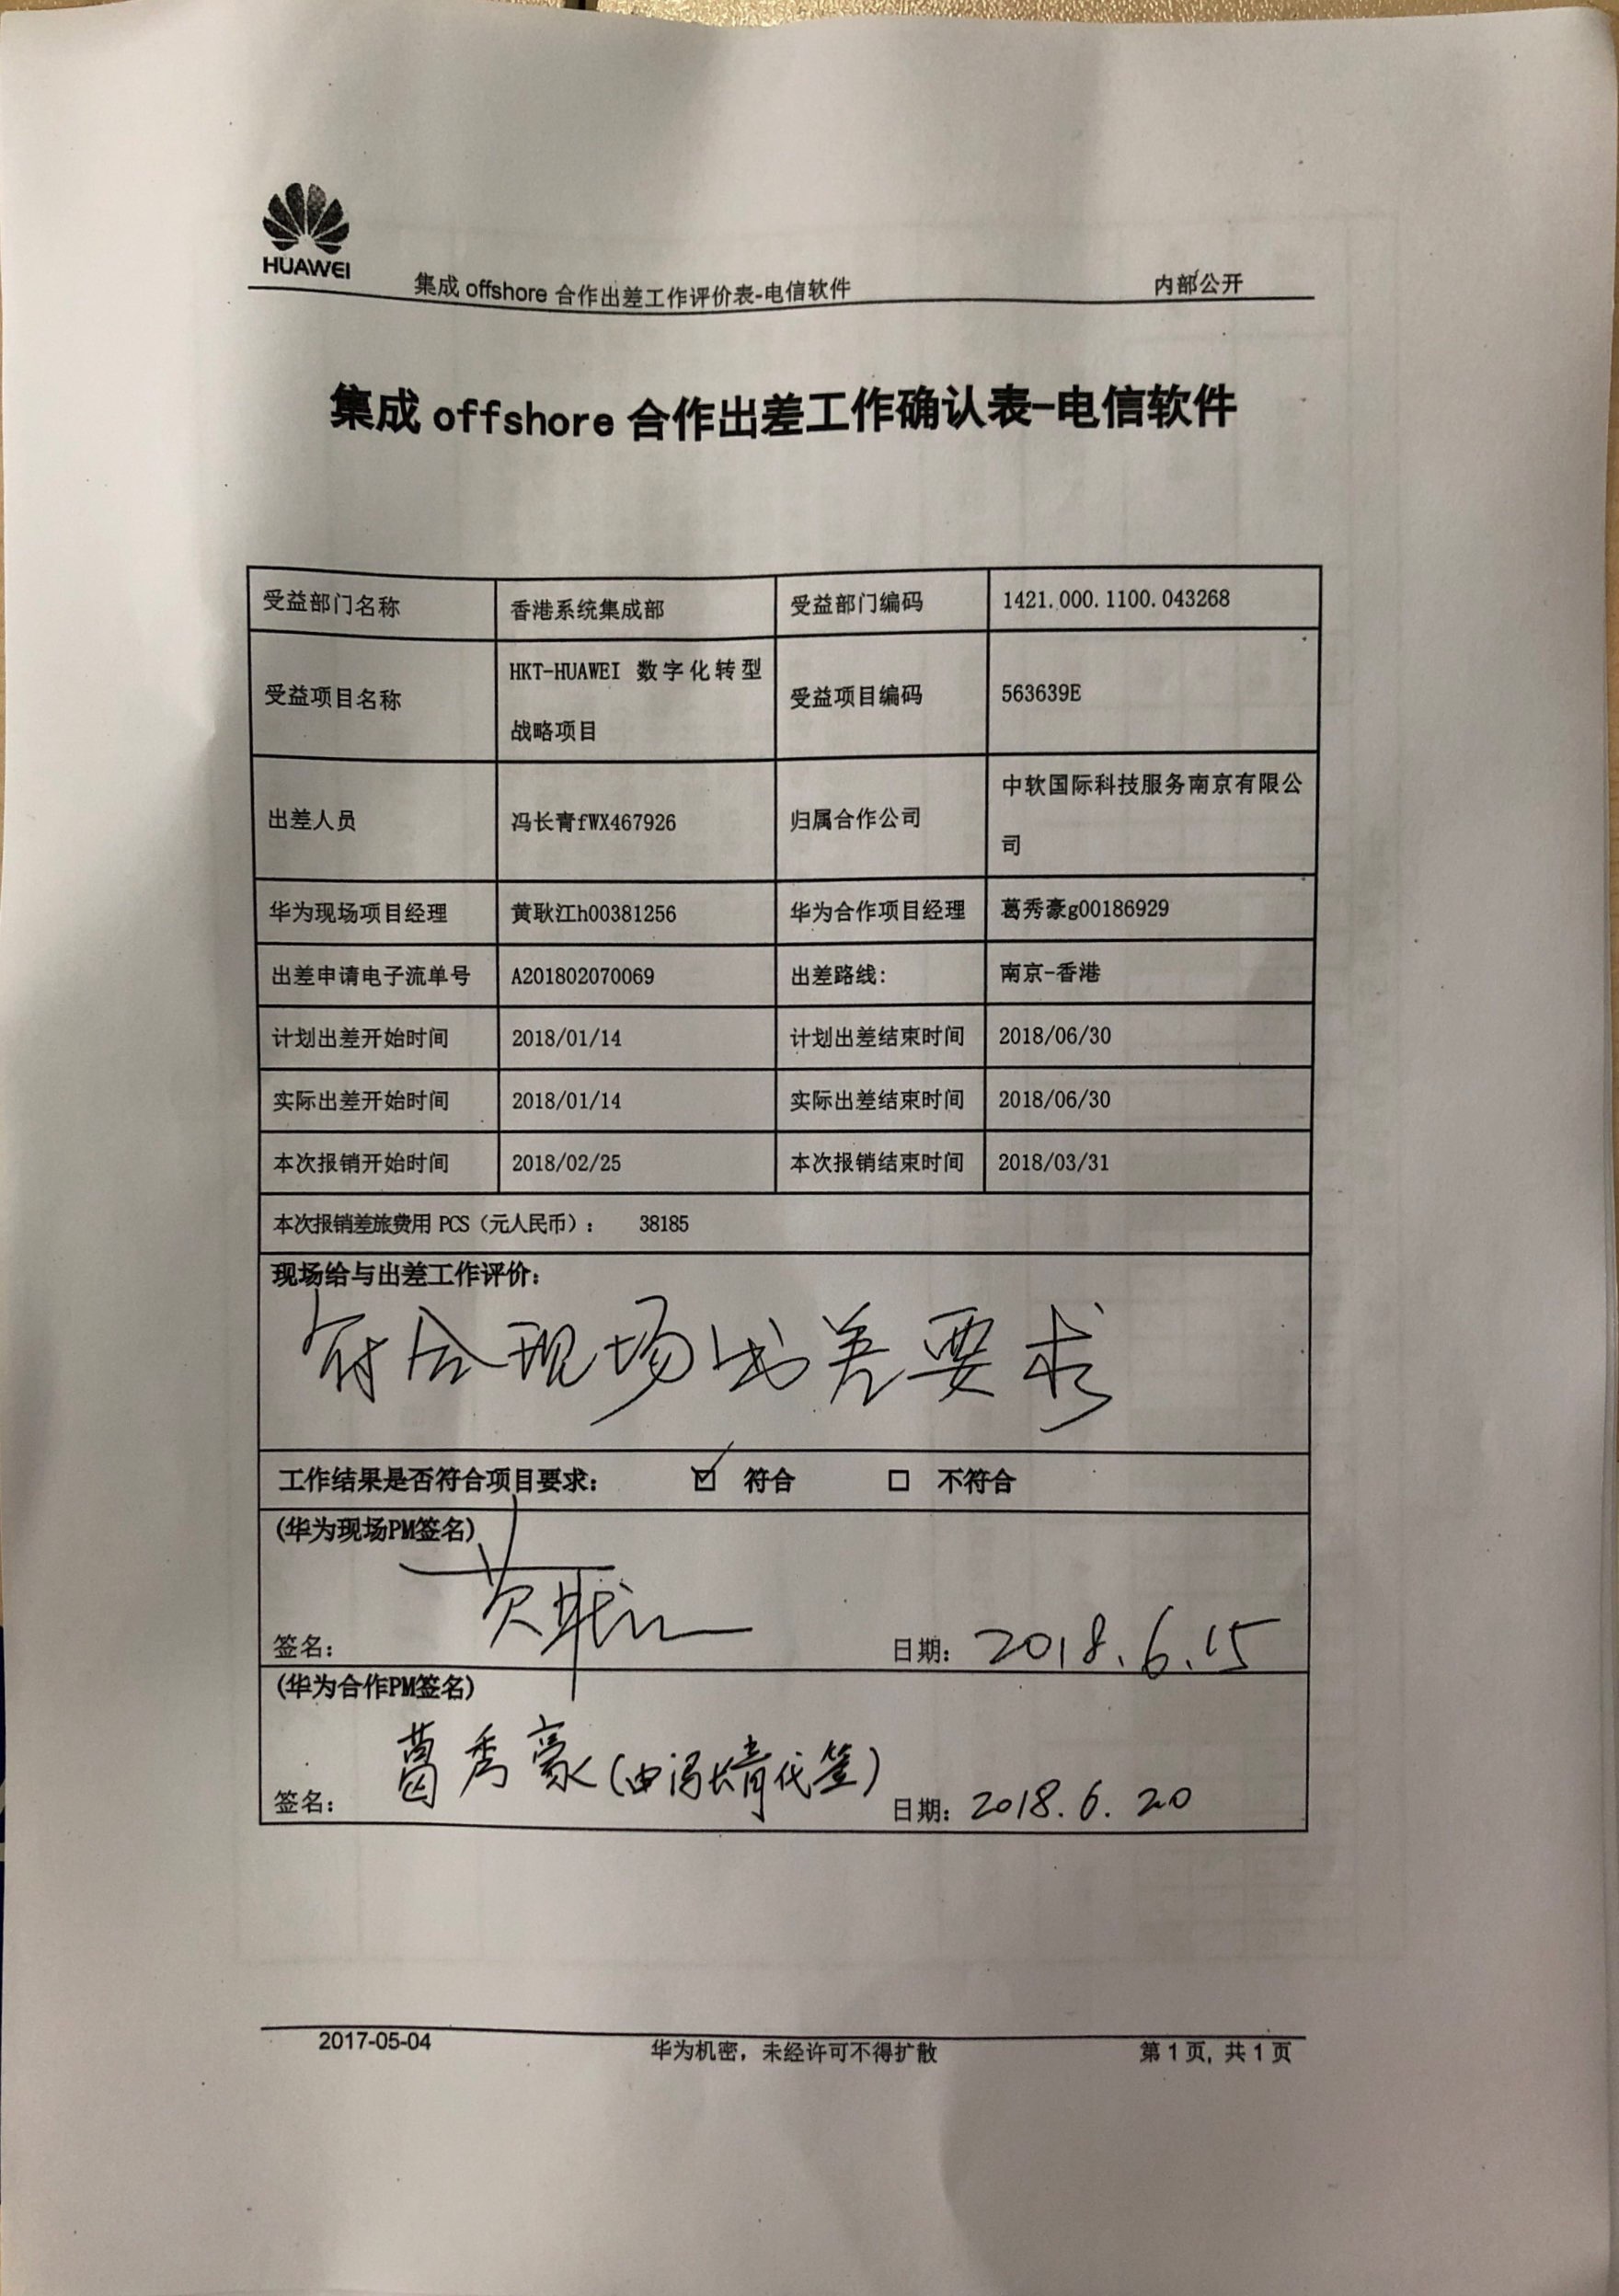 HUAWEI
集成 offshore 合作出差工作评价表-电信软件 内部公开
集成 offshore 合作出差工作确认表-电信软件
受益部门名称 香港系统集成部 受益部门编码 1421.000.1100.043268
受益项目名称 HKT-HUAWEI 数字化转型 受益项目编码 563639E
战略项目
出差人员 冯长青fWX467926 归属合作公司 中软国际科技服务南京有限公
司
华为现场项目经理 黄耿江h00381256 华为合作项目经理 葛秀豪g00186929
出差申请电子流单号 A201802070069 出差路线: 南京-香港
计划出差开始时间 2018/01/14 计划出差结束时间 2018/06/30
实际出差开始时间 2018/01/14 实际出差结束时间 2018/06/30
本次报销开始时间 2018/02/25 本次报销结束时间 2018/03/31
本次报销差旅费用 PCS（元人民币）: 38185
现场给与出差工作评价:
符合现场出差要求
工作结果是否符合项目要求: ☑ 符合 □ 不符合
(华为现场PM签名)
签名: 黄耿江 日期: 2018.6.15
(华为合作PM签名)
签名: 葛秀豪(由冯长青代签) 日期: 2018.6.20
2017-05-04 华为机密，未经许可不得扩散 第1页, 共1页